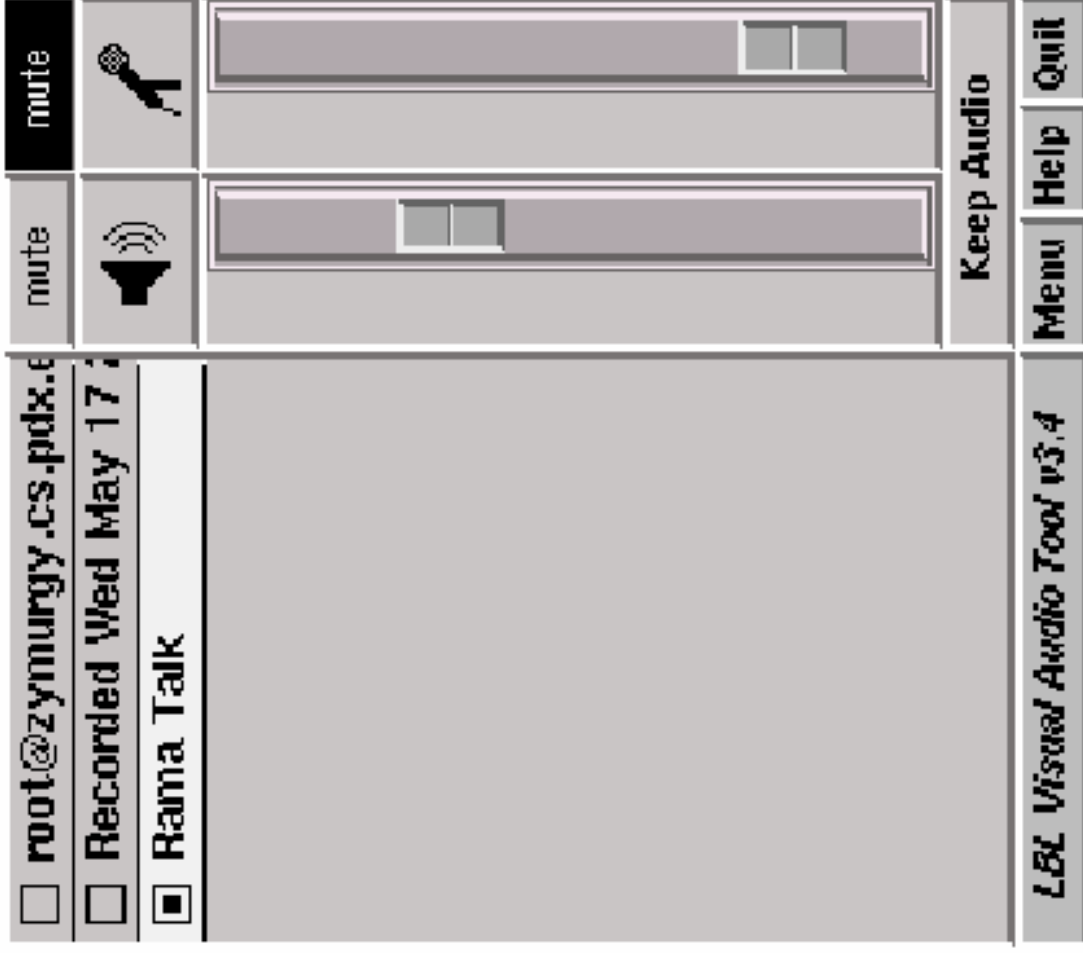 root@zymurgy.cs.pdx.e
Recorded Wed May 17
Rama Talk
mute
mute
Keep Audio
LBL Visual Audio Tool v3.4
Menu
Help
Quit